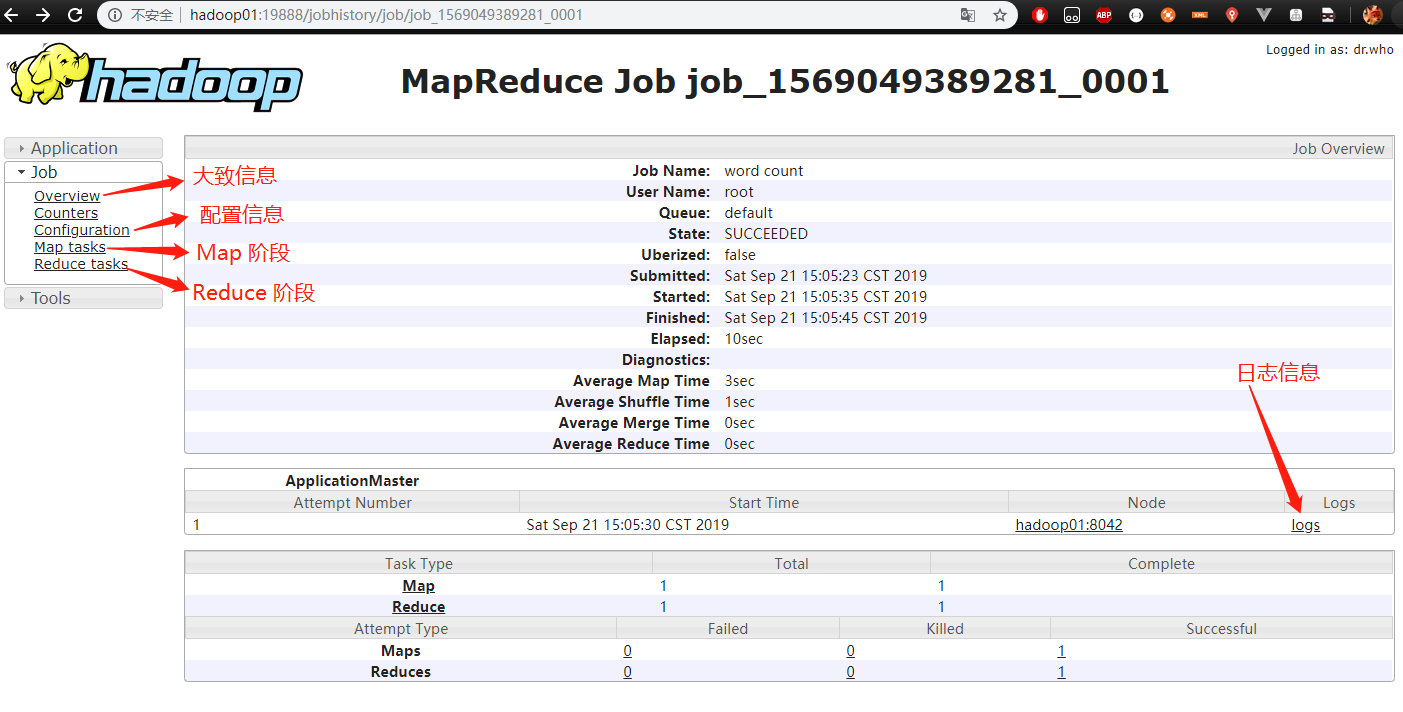 不安全 hadoop01:19888/jobhistory/job/job_1569049389281_0001
ABP
XML
Logged in as: dr.who
hadoop
MapReduce Job job_1569049389281_0001
Application
Job
Overview
Counters
Configuration
Map tasks
Reduce tasks
Tools
大致信息
配置信息
Map 阶段
Reduce 阶段
Job Overview
Job Name: word count
User Name: root
Queue: default
State: SUCCEEDED
Uberized: false
Submitted: Sat Sep 21 15:05:23 CST 2019
Started: Sat Sep 21 15:05:35 CST 2019
Finished: Sat Sep 21 15:05:45 CST 2019
Elapsed: 10sec
Diagnostics:
Average Map Time 3sec
Average Shuffle Time 1sec
Average Merge Time 0sec
Average Reduce Time 0sec
日志信息
ApplicationMaster
Attempt Number Start Time Node Logs
1 Sat Sep 21 15:05:30 CST 2019 hadoop01:8042 logs
Task Type Total Complete
Map 1 1
Reduce 1 1
Attempt Type Failed Killed Successful
Maps 0 0 1
Reduces 0 0 1